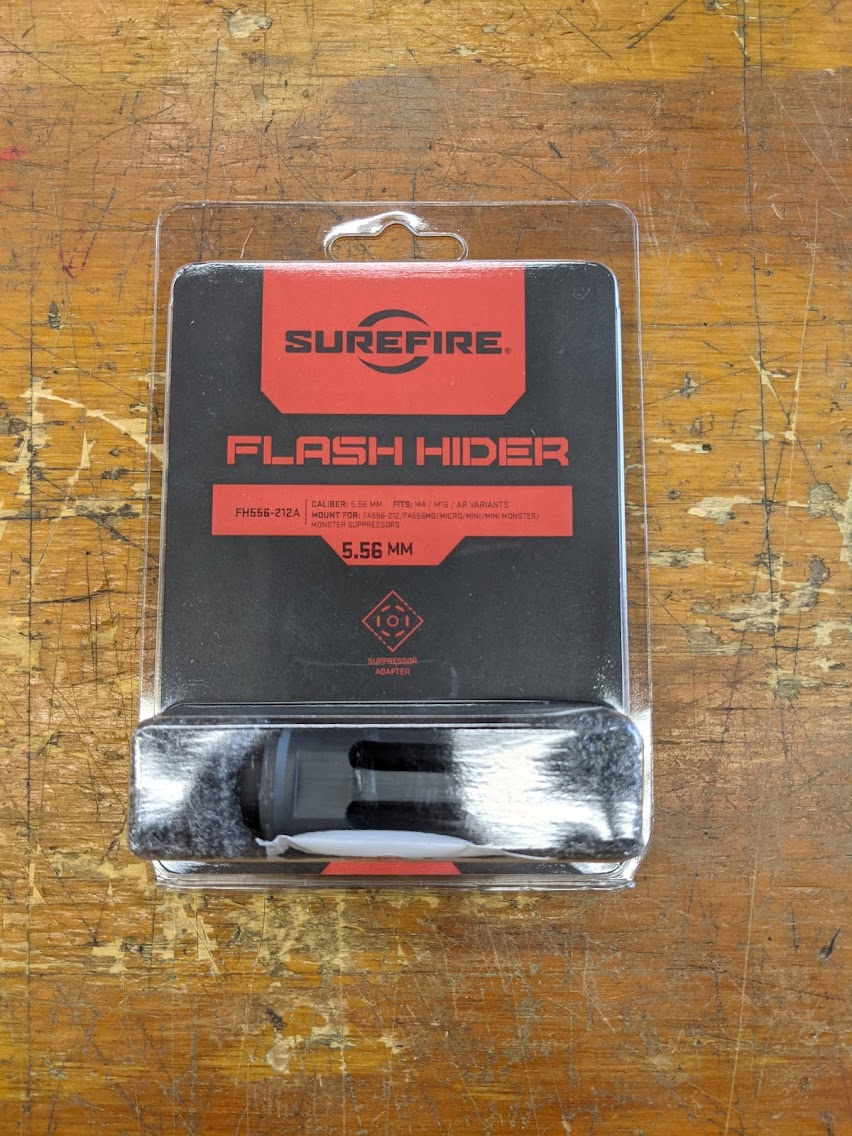 SUREFIRE®
FLASH HIDER
FH556-212A
CALIBER: 5.56 MM FITS: M4 / M16 / AR VARIANTS
MOUNT FOR: FA556-212/FA556MG/MICRO/MINI/MINI MONSTER/
MONSTER SUPPRESSORS
5.56 MM
SUPPRESSOR
ADAPTER